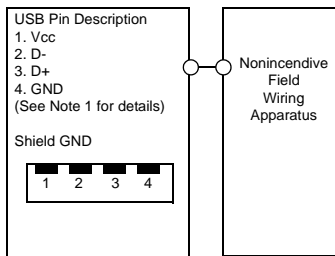 USB Pin Description
1. Vcc
2. D-
3. D+
4. GND
(See Note 1 for details)
Shield GND
1 2 3 4
Nonincendive
Field
Wiring
Apparatus